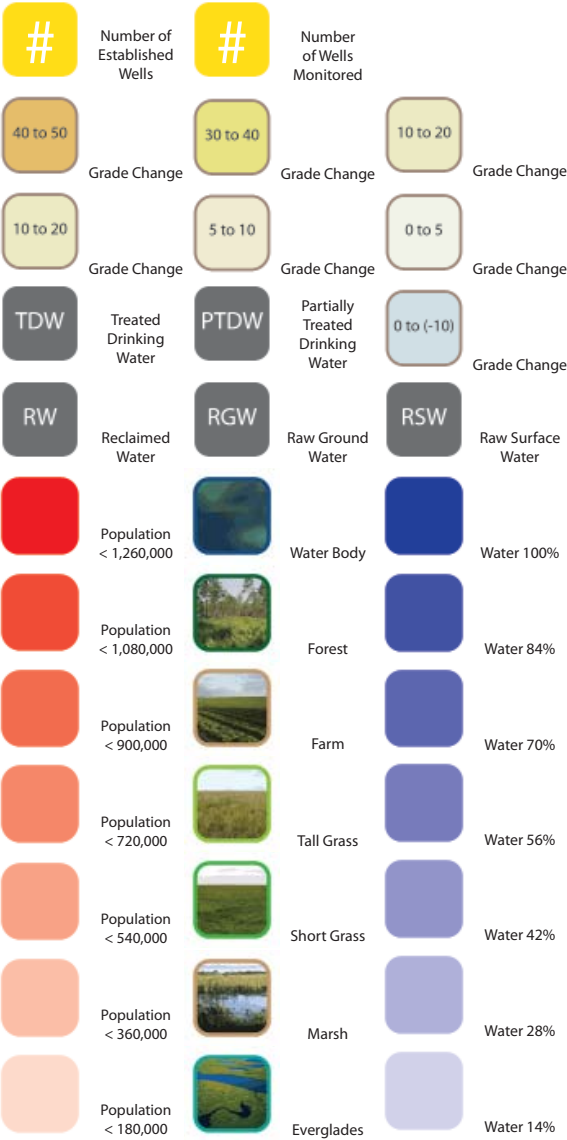 #
Number of
Established
Wells
#
Number
of Wells
Monitored
40 to 50
Grade Change
30 to 40
Grade Change
10 to 20
Grade Change
10 to 20
Grade Change
5 to 10
Grade Change
0 to 5
Grade Change
TDW
Treated
Drinking
Water
PTDW
Partially
Treated
Drinking
Water
0 to (-10)
Grade Change
RW
Reclaimed
Water
RGW
Raw Ground
Water
RSW
Raw Surface
Water
Population
< 1,260,000
Water Body
Water 100%
Population
< 1,080,000
Forest
Water 84%
Population
< 900,000
Farm
Water 70%
Population
< 720,000
Tall Grass
Water 56%
Population
< 540,000
Short Grass
Water 42%
Population
< 360,000
Marsh
Water 28%
Population
< 180,000
Everglades
Water 14%